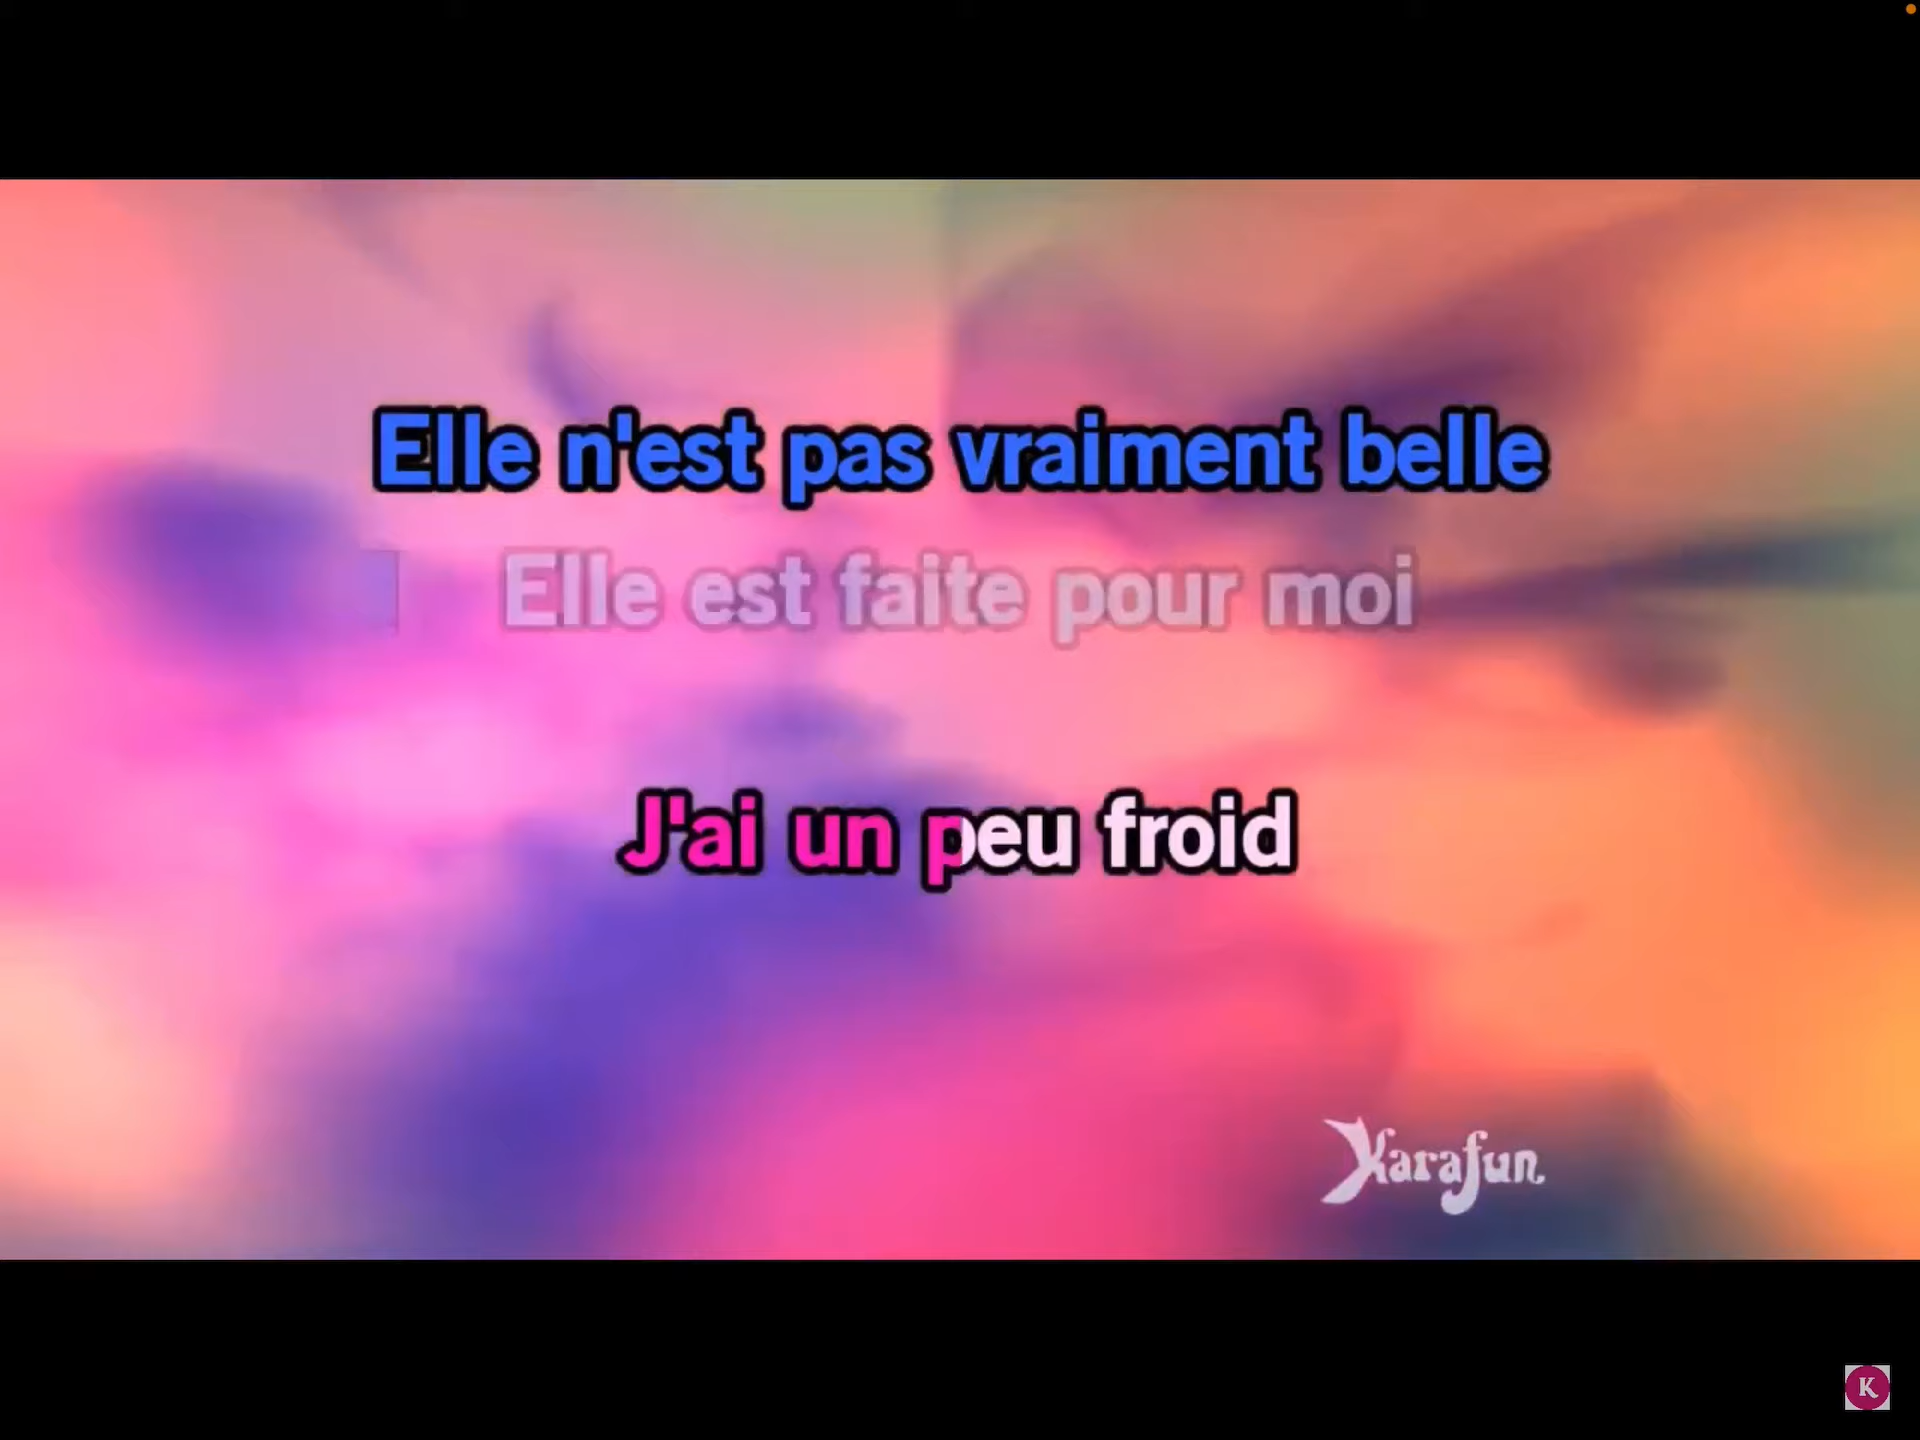 Elle n'est pas vraiment belle
Elle est faite pour moi
J'ai un peu froid
Karafun
K